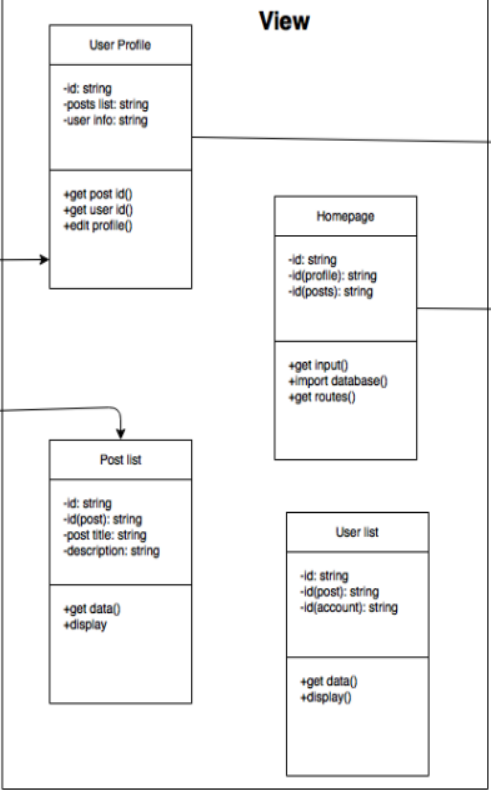 View
User Profile
-id: string
-posts list: string
-user info: string
+get post id()
+get user id()
+edit profile()
Homepage
-id: string
-id(profile): string
-id(posts): string
+get input()
+import database()
+get routes()
Post list
-id: string
-id(post): string
-post title: string
-description: string
+get data()
+display
User list
-id: string
-id(post): string
-id(account): string
+get data()
+display()